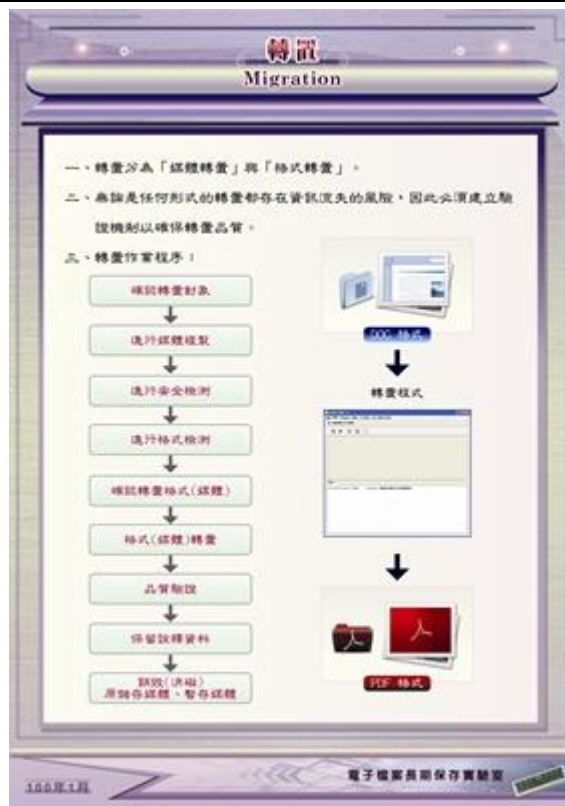 轉置
Migration
一、轉置分為「媒體轉置」與「格式轉置」。
二、無論是任何形式的轉置都存在資訊流失的風險，因此必須建立驗
證機制以確保轉置品質。
三、轉置作業程序：
確認轉置對象
進行媒體複製
進行安全檢測
進行格式檢測
確認轉置格式(媒體)
格式(媒體)轉置
品質驗證
保留詮釋資料
銷毀(消磁)
原儲存媒體、暫存媒體
DOC 格式
轉置程式
PDF 格式
100年1月
電子檔案長期保存實驗室